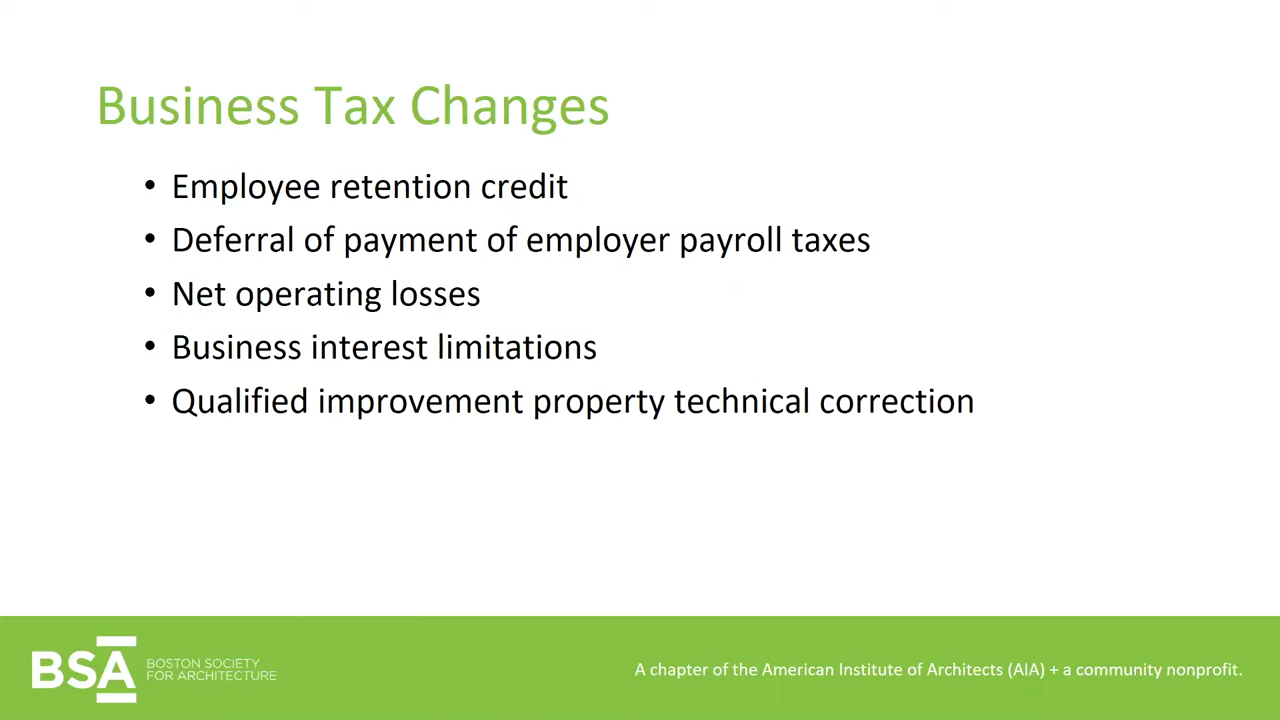 Business Tax Changes
• Employee retention credit
• Deferral of payment of employer payroll taxes
• Net operating losses
• Business interest limitations
• Qualified improvement property technical correction
BSA
BOSTON SOCIETY
FOR ARCHITECTURE
A chapter of the American Institute of Architects (AIA) + a community nonprofit.